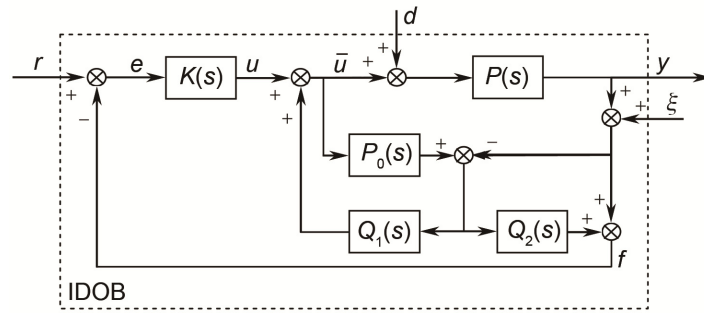 d
r
+
−
e
K(s)
u
+
+
ū
+
+
P(s)
y
+
+
ξ
P₀(s)
+
−
Q₁(s)
Q₂(s)
+
+
f
IDOB